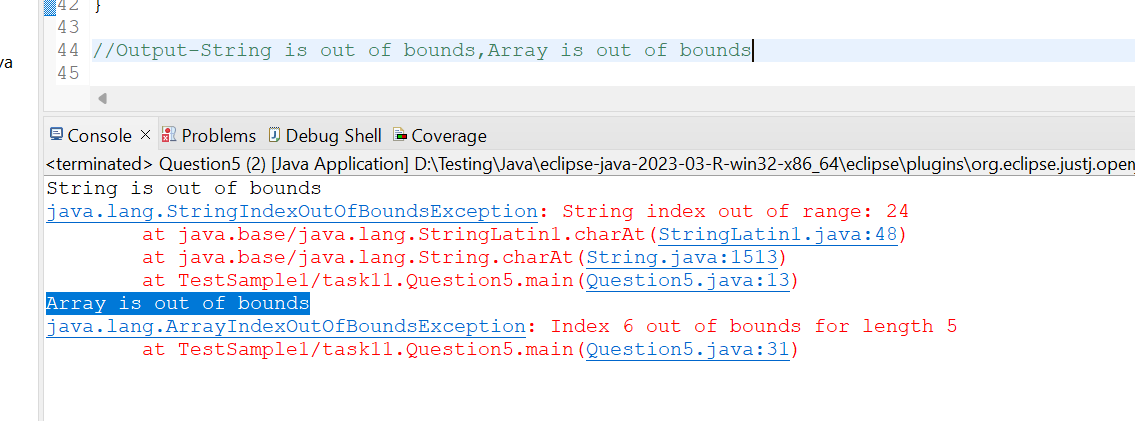 42 }
43
va
44 //Output-String is out of bounds,Array is out of bounds
45
Console × Problems Debug Shell Coverage
<terminated> Question5 (2) [Java Application] D:\Testing\Java\eclipse-java-2023-03-R-win32-x86_64\eclipse\plugins\org.eclipse.justj.open
String is out of bounds
java.lang.StringIndexOutOfBoundsException: String index out of range: 24
at java.base/java.lang.StringLatin1.charAt(StringLatin1.java:48)
at java.base/java.lang.String.charAt(String.java:1513)
at TestSample1/task11.Question5.main(Question5.java:13)
Array is out of bounds
java.lang.ArrayIndexOutOfBoundsException: Index 6 out of bounds for length 5
at TestSample1/task11.Question5.main(Question5.java:31)